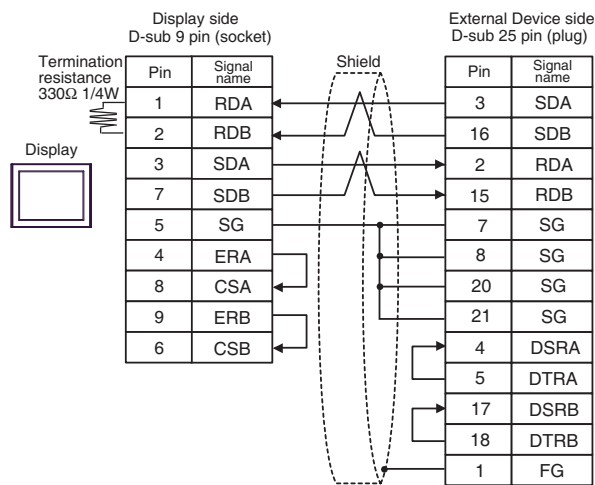 Display side
D-sub 9 pin (socket)
External Device side
D-sub 25 pin (plug)
Termination
resistance
330Ω 1/4W
Display
Shield
Pin Signal name
1 RDA
2 RDB
3 SDA
7 SDB
5 SG
4 ERA
8 CSA
9 ERB
6 CSB
Pin Signal name
3 SDA
16 SDB
2 RDA
15 RDB
7 SG
8 SG
20 SG
21 SG
4 DSRA
5 DTRA
17 DSRB
18 DTRB
1 FG